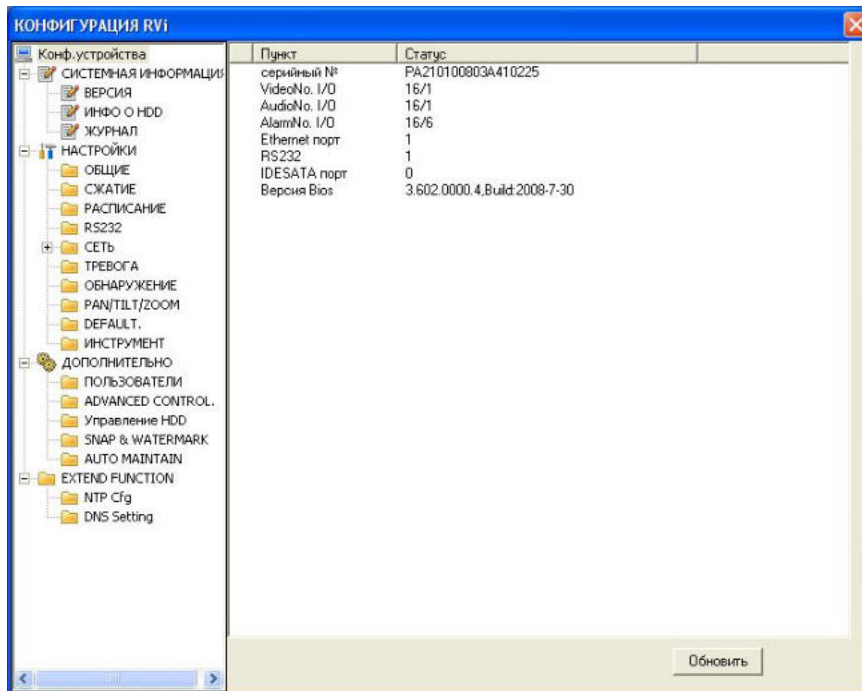 КОНФИГУРАЦИЯ RVi
Конф.устройства
СИСТЕМНАЯ ИНФОРМАЦИЯ
ВЕРСИЯ
ИНФО О HDD
ЖУРНАЛ
НАСТРОЙКИ
ОБЩИЕ
СЖАТИЕ
РАСПИСАНИЕ
RS232
СЕТЬ
ТРЕВОГА
ОБНАРУЖЕНИЕ
PAN/TILT/ZOOM
DEFAULT.
ИНСТРУМЕНТ
ДОПОЛНИТЕЛЬНО
ПОЛЬЗОВАТЕЛИ
ADVANCED CONTROL.
Управление HDD
SNAP & WATERMARK
AUTO MAINTAIN
EXTEND FUNCTION
NTP Cfg
DNS Setting
Пункт Статус
серийный № PA210100803A410225
VideoNo. I/O 16/1
AudioNo. I/O 16/1
AlarmNo. I/O 16/6
Ethernet порт 1
RS232 1
IDESATA порт 0
Версия Bios 3.602.0000.4,Build:2008-7-30
Обновить